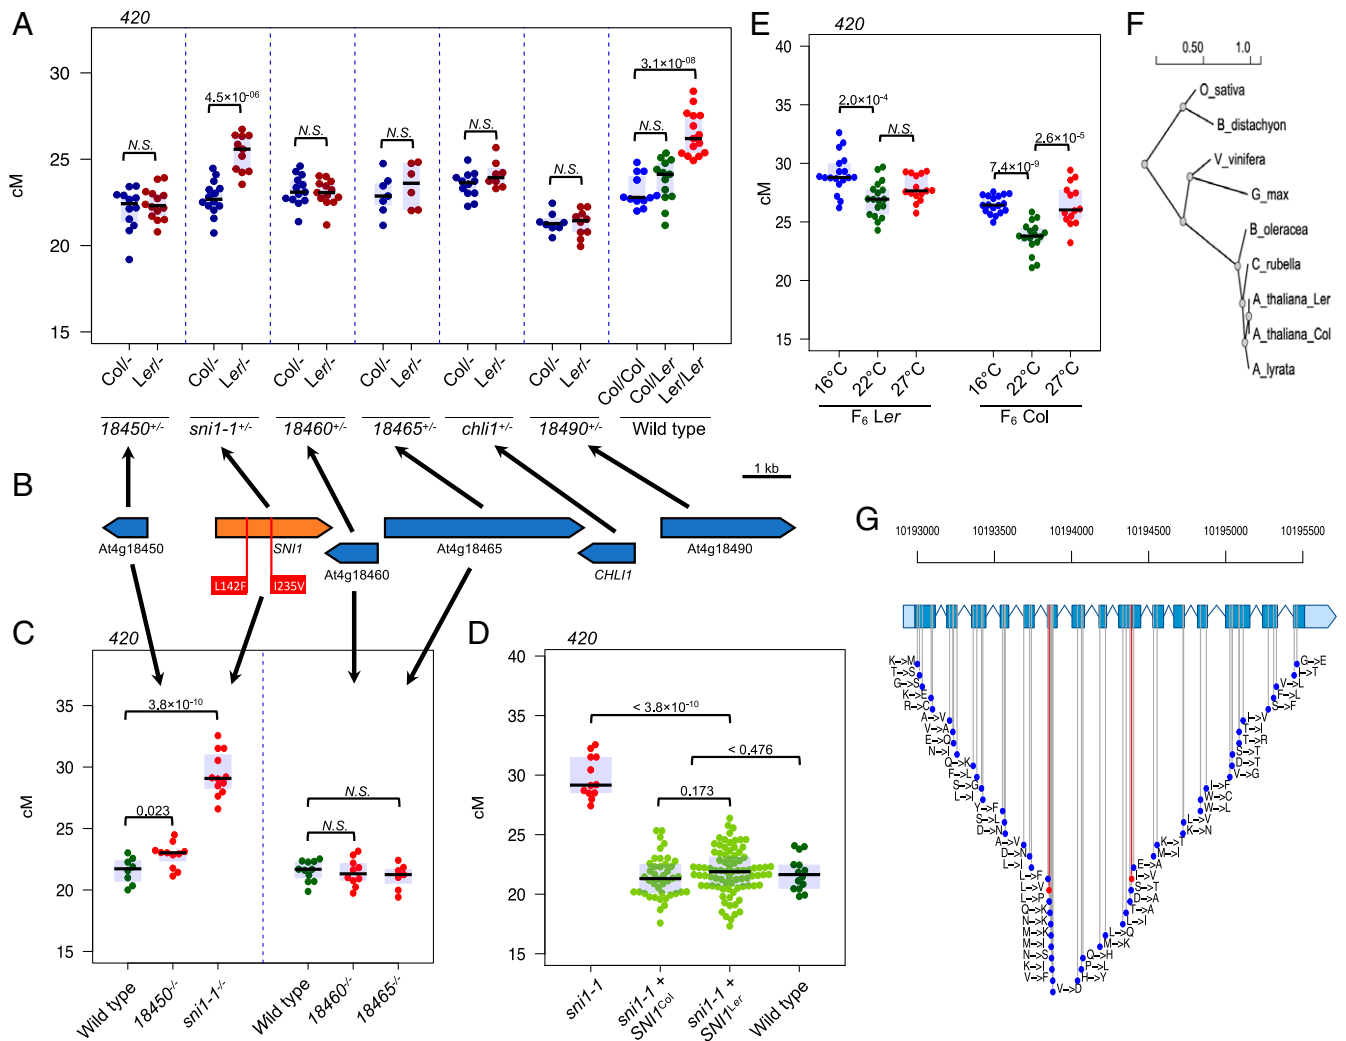 A
420
cM
30
25
20
15
N.S.
4.5×10⁻⁰⁶
N.S.
N.S.
N.S.
N.S.
N.S.
3.1×10⁻⁰⁸
Col/-
Ler/-
Col/-
Ler/-
Col/-
Ler/-
Col/-
Ler/-
Col/-
Ler/-
Col/-
Ler/-
Col/Col
Col/Ler
Ler/Ler
18450⁺/⁻
sni1-1⁺/⁻
18460⁺/⁻
18465⁺/⁻
chli1⁺/⁻
18490⁺/⁻
Wild type
E
420
cM
40
35
30
25
20
15
2.0×10⁻⁴
N.S.
7.4×10⁻⁹
2.6×10⁻⁵
16°C
22°C
27°C
16°C
22°C
27°C
F₆ Ler
F₆ Col
F
0.50
1.0
O_sativa
B_distachyon
V_vinifera
G_max
B_oleracea
C_rubella
A_thaliana_Ler
A_thaliana_Col
A_lyrata
B
1 kb
At4g18450
SNI1
L142F
I235V
At4g18460
At4g18465
CHLI1
At4g18490
C
420
cM
35
30
25
20
15
3.8×10⁻¹⁰
0.023
N.S.
N.S.
Wild type
18450⁻/⁻
sni1-1⁻/⁻
Wild type
18460⁻/⁻
18465⁻/⁻
D
420
cM
40
35
30
25
20
15
< 3.8×10⁻¹⁰
< 0.476
0.173
sni1-1
sni1-1 +
SNI1ᶜᵒˡ
sni1-1 +
SNI1ᴸᵉʳ
Wild type
G
10193000
10193500
10194000
10194500
10195000
10195500
K->M
T->S
G->S
K->E
R->C
A->V
V->A
E->Q
N->I
Q->K
F->L
S->G
L->I
Y->F
S->L
D->N
A->V
D->N
L->I
L->F
L->V
L->P
Q->K
N->K
M->K
M->I
N->S
K->I
V->F
V->D
H->Y
P->L
Q->H
M->K
L->Q
L->I
T->A
D->A
S->T
I->V
E->A
M->I
K->T
K->N
L->V
W->L
W->C
I->F
V->G
D->T
S->T
T->R
T->I
I->V
S->F
F->L
V->L
I->T
G->E